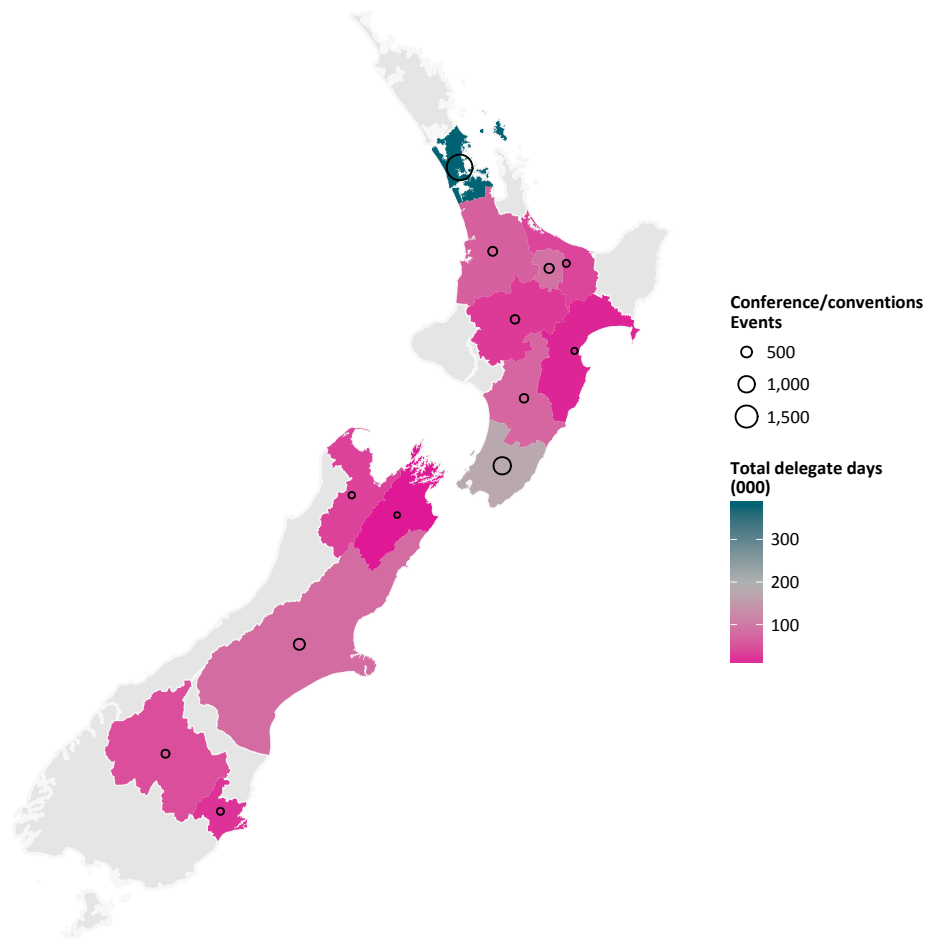 Conference/conventions
Events
500
1,000
1,500
Total delegate days
(000)
300
200
100